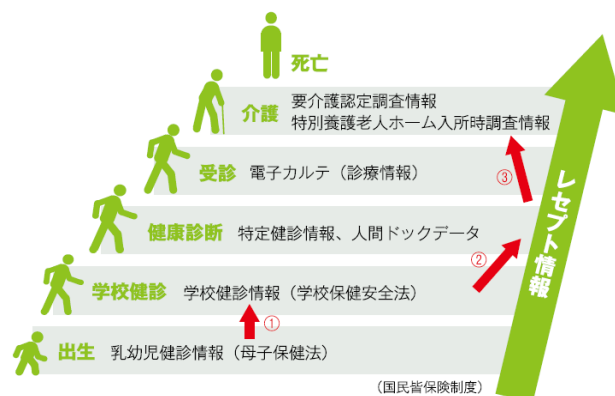 死亡
介護 要介護認定調査情報
特別養護老人ホーム入所時調査情報
受診 電子カルテ（診療情報）
③
健康診断 特定健診情報、人間ドックデータ
②
学校健診 学校健診情報（学校保健安全法）
①
出生 乳幼児健診情報（母子保健法）
レセプト情報
（国民皆保険制度）